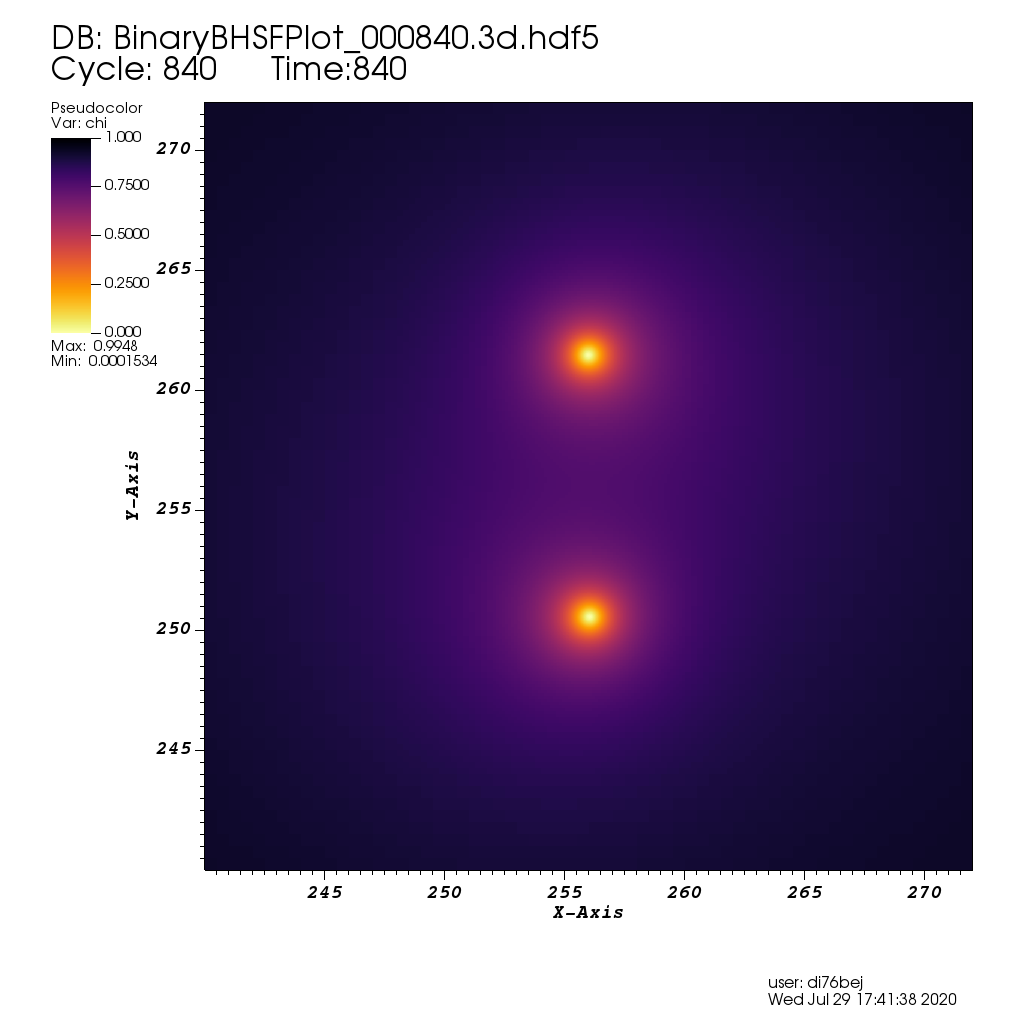 DB: BinaryBHSFPlot_000840.3d.hdf5
Cycle: 840 Time:840
Pseudocolor
Var: chi
1.000
0.7500
0.5000
0.2500
0.000
Max: 0.9948
Min: 0.0001534
270
265
260
255
250
245
Y-Axis
245 250 255 260 265 270
X-Axis
user: di76bej
Wed Jul 29 17:41:38 2020